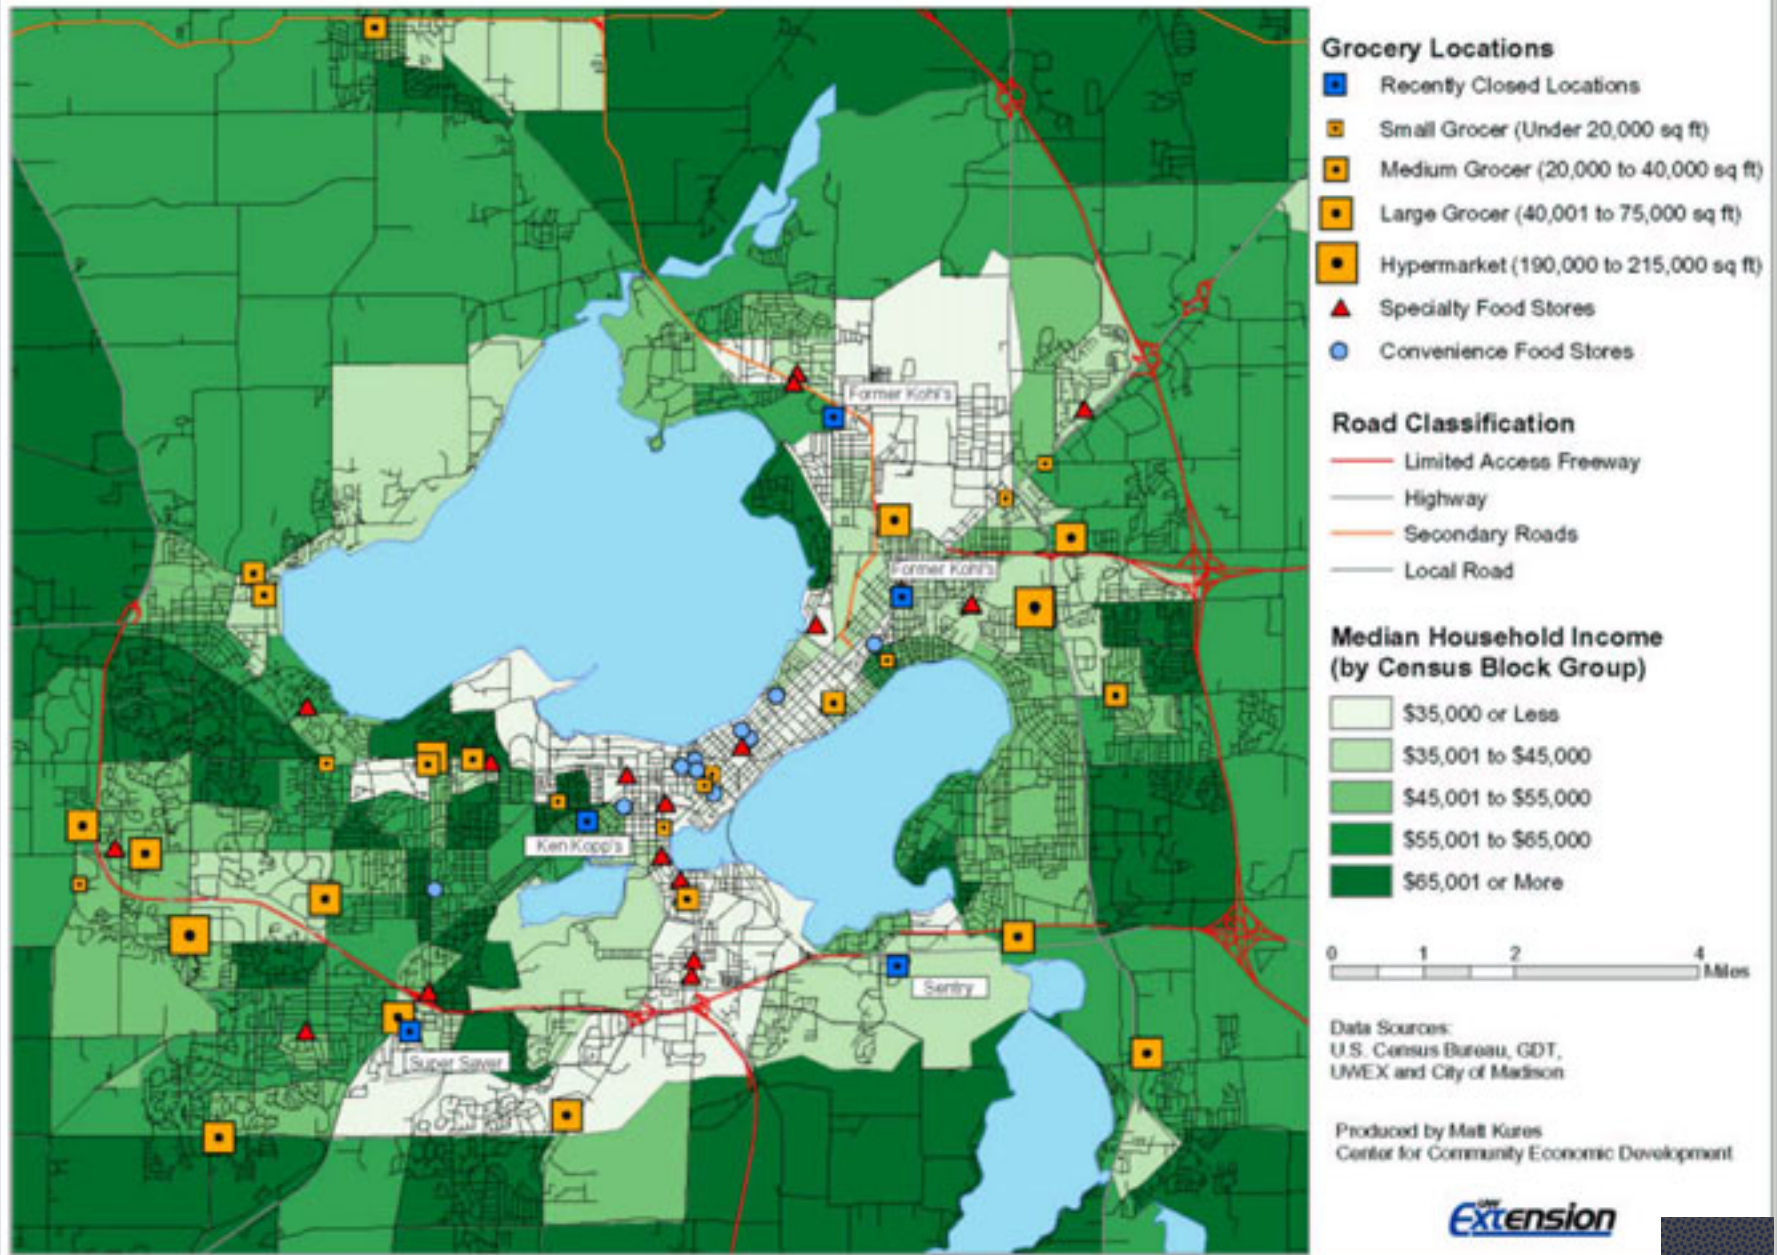 Former Kohl's
Former Kohl's
Ken Kopp's
Sentry
Super Saver
Grocery Locations
Recently Closed Locations
Small Grocer (Under 20,000 sq ft)
Medium Grocer (20,000 to 40,000 sq ft)
Large Grocer (40,001 to 75,000 sq ft)
Hypermarket (190,000 to 215,000 sq ft)
Specialty Food Stores
Convenience Food Stores
Road Classification
Limited Access Freeway
Highway
Secondary Roads
Local Road
Median Household Income
(by Census Block Group)
$35,000 or Less
$35,001 to $45,000
$45,001 to $55,000
$55,001 to $65,000
$65,001 or More
0 1 2 4
Miles
Data Sources:
U.S. Census Bureau, GDT,
UWEX and City of Madison
Produced by Matt Kures
Center for Community Economic Development
UW
Extension